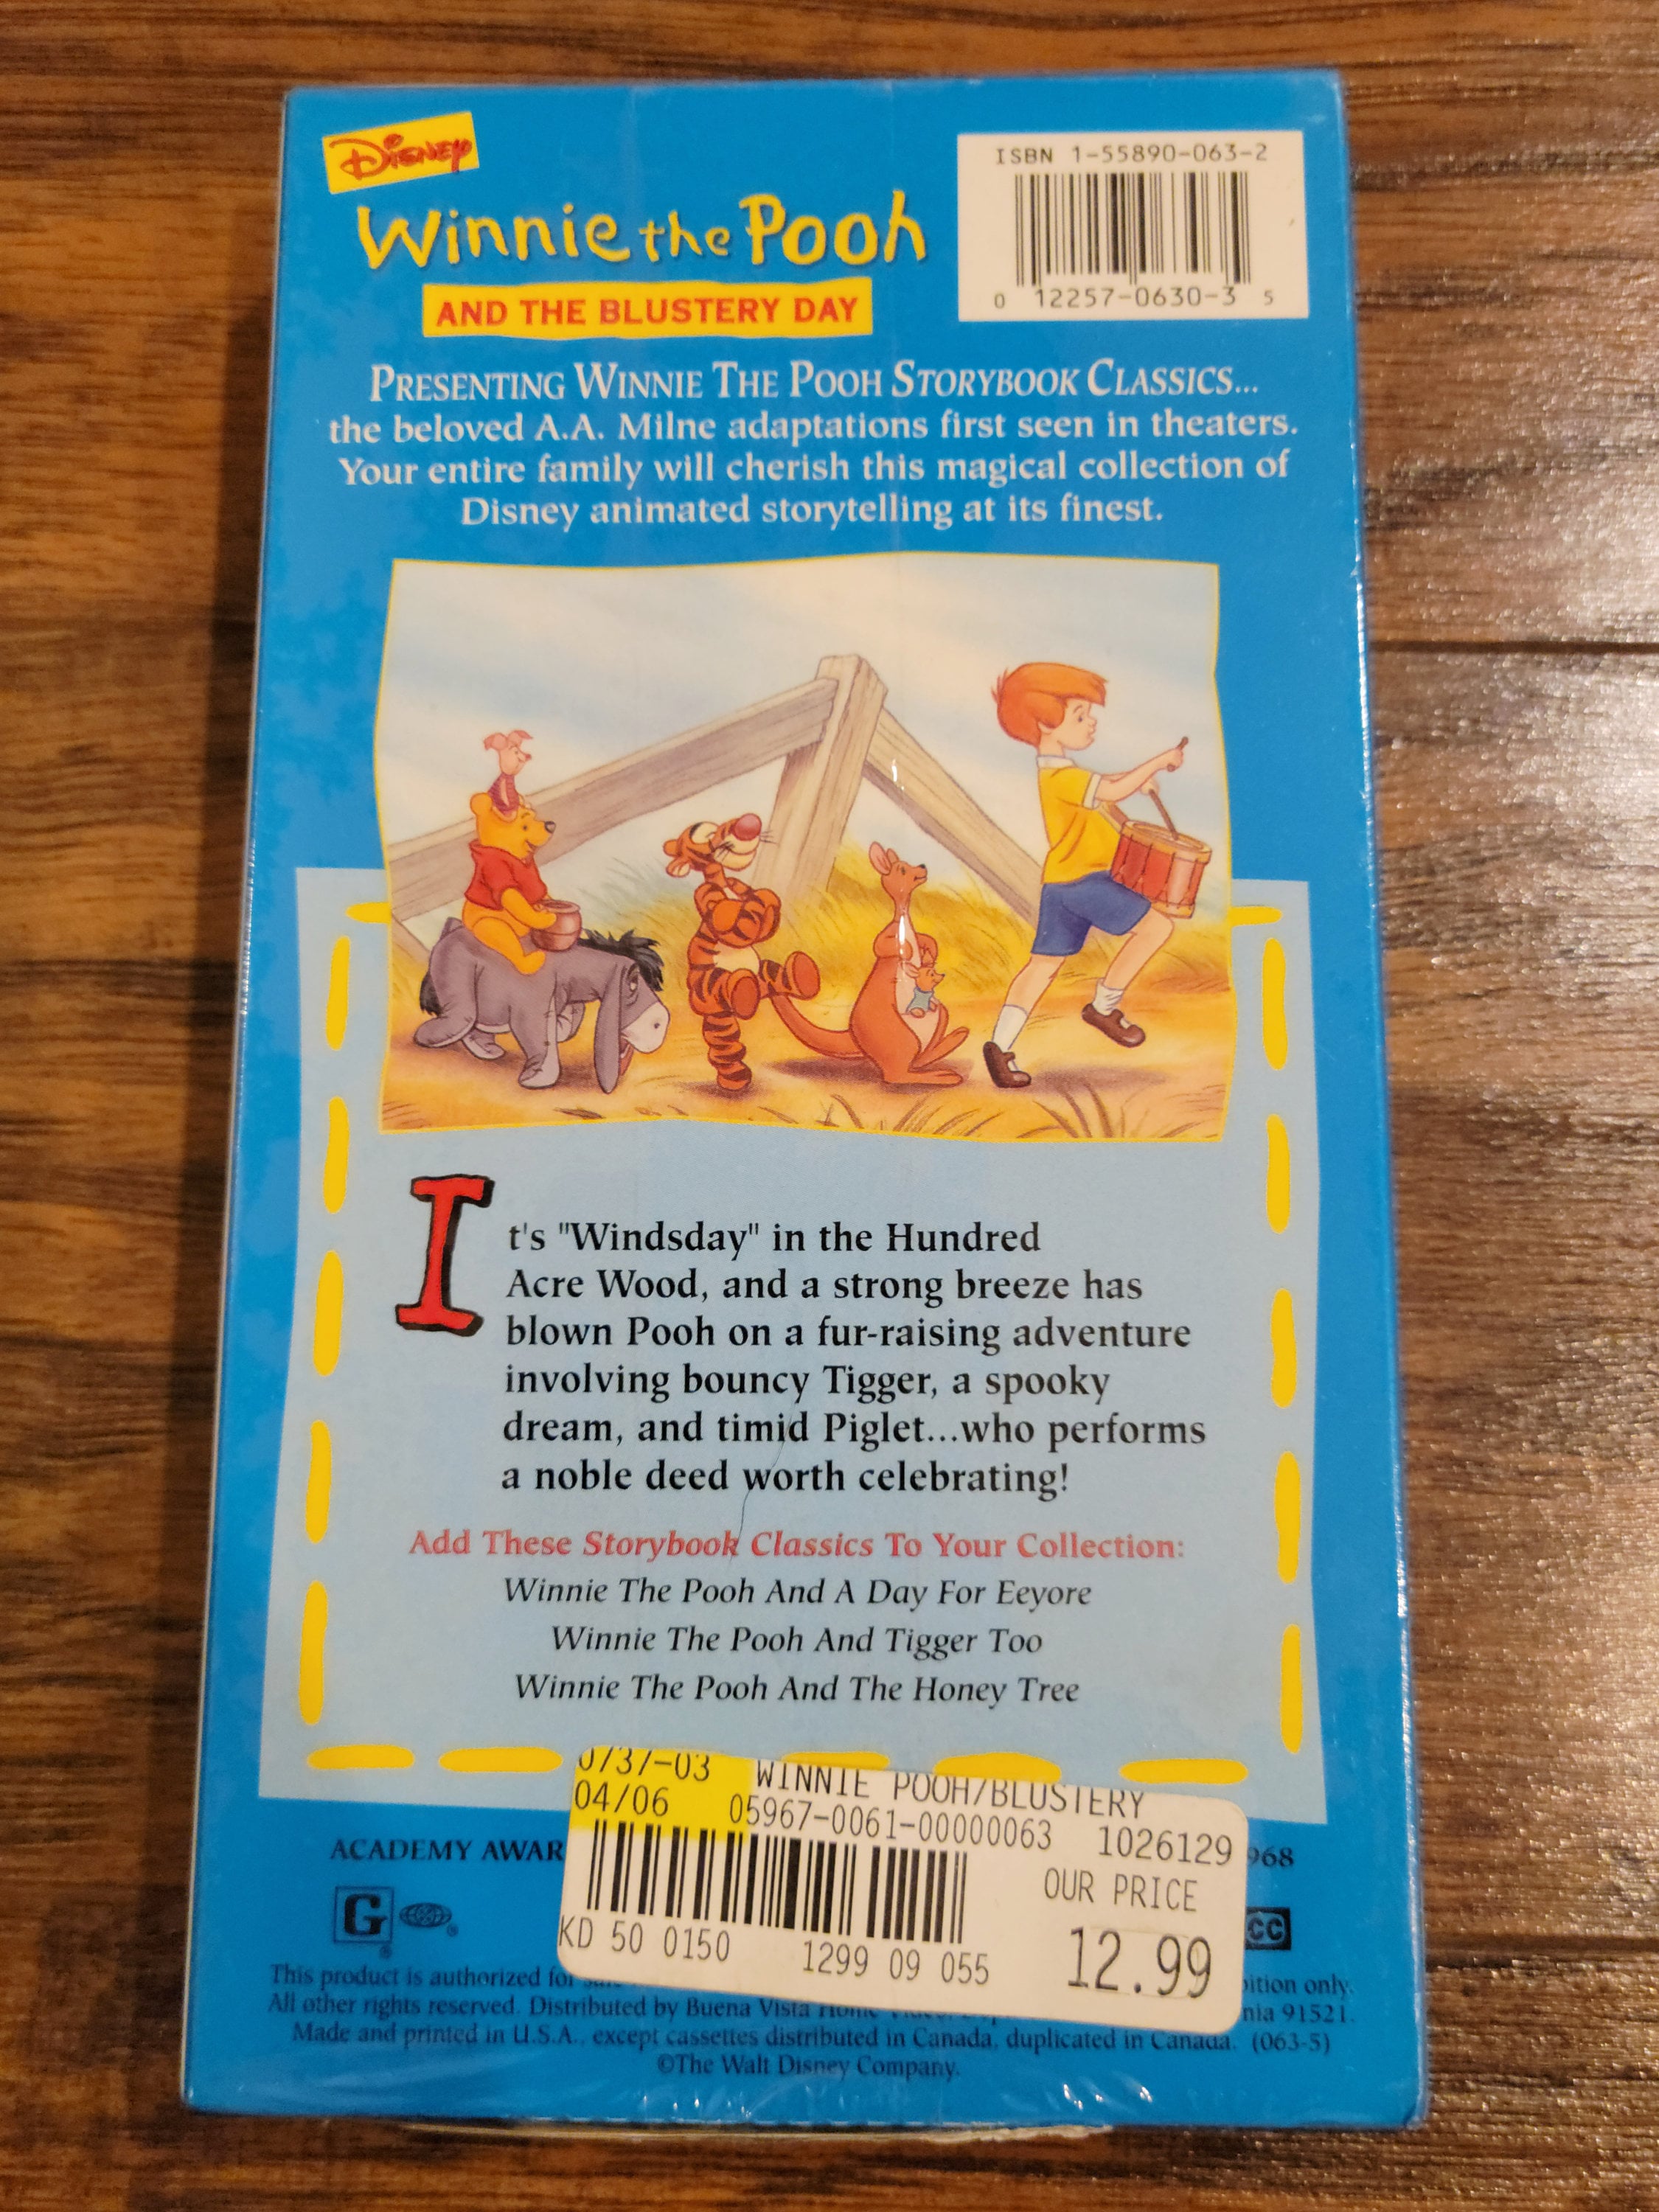 Disney
Winnie the Pooh
AND THE BLUSTERY DAY
ISBN 1-55890-063-2
0 12257-0630-3 5
PRESENTING WINNIE THE POOH STORYBOOK CLASSICS...
the beloved A.A. Milne adaptations first seen in theaters.
Your entire family will cherish this magical collection of
Disney animated storytelling at its finest.
It's "Windsday" in the Hundred
Acre Wood, and a strong breeze has
blown Pooh on a fur-raising adventure
involving bouncy Tigger, a spooky
dream, and timid Piglet...who performs
a noble deed worth celebrating!
Add These Storybook Classics To Your Collection:
Winnie The Pooh And A Day For Eeyore
Winnie The Pooh And Tigger Too
Winnie The Pooh And The Honey Tree
0737-03 WINNIE POOH/BLUSTERY
04/06 05967-0061-00000063 1026129
OUR PRICE
KD 50 0150 1299 09 055 12.99
ACADEMY AWAR 968
G CC
This product is authorized for ition only.
All other rights reserved. Distributed by Buena Vista Home nia 91521.
Made and printed in U.S.A., except cassettes distributed in Canada, duplicated in Canada. (063-5)
©The Walt Disney Company.